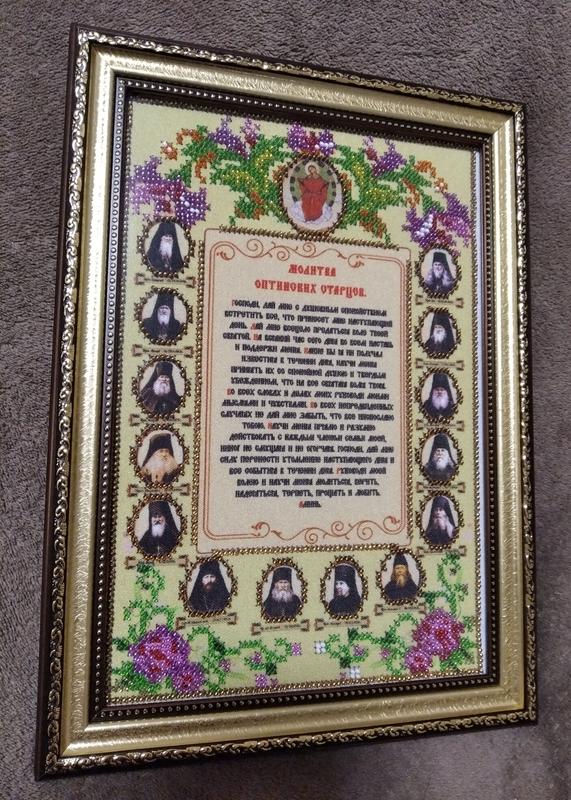 Молитва
оптинских старцев.
Господи, дай мне с душевным спокойствием
встретить все, что принесет мне наступающий
день. Дай мне всецело предаться воле Твоей
святой. На всякий час сего дня во всем наставь
и поддержи меня. Какие бы я ни получал
известия в течении дня, научи меня
принять их со спокойной душою и твердым
убеждением, что на все святая воля Твоя.
Во всех словах и делах моих руководи моими
мыслями и чувствами. Во всех непредвиденных
случаях не дай мне забыть, что все ниспослано
Тобою. Научи меня прямо и разумно
действовать с каждым членом семьи моей,
никого не смущая и не огорчая. Господи, дай мне
силу перенести утомление наступающего дня и
все события в течении дня. Руководи моей
волею и научи меня молиться, верить,
надеяться, терпеть, прощать и любить.
Аминь.